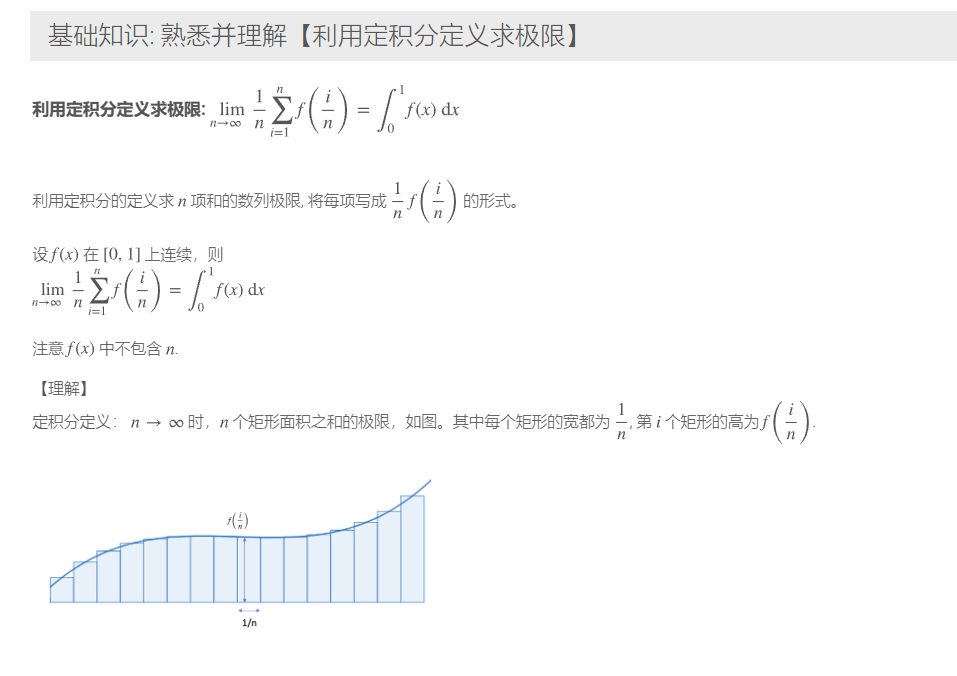 基础知识: 熟悉并理解【利用定积分定义求极限】
利用定积分定义求极限: $\lim_{n\to\infty} \frac{1}{n} \sum_{i=1}^{n} f\left(\frac{i}{n}\right) = \int_{0}^{1} f(x)\,\mathrm{d}x$
利用定积分的定义求 $n$ 项和的数列极限, 将每项写成 $\frac{1}{n} f\left(\frac{i}{n}\right)$ 的形式。
设 $f(x)$ 在 $[0, 1]$ 上连续，则
$\lim_{n\to\infty} \frac{1}{n} \sum_{i=1}^{n} f\left(\frac{i}{n}\right) = \int_{0}^{1} f(x)\,\mathrm{d}x$
注意 $f(x)$ 中不包含 $n$.
【理解】
定积分定义： $n \to \infty$ 时，$n$ 个矩形面积之和的极限，如图。其中每个矩形的宽都为 $\frac{1}{n}$, 第 $i$ 个矩形的高为 $f\left(\frac{i}{n}\right)$.
$f\left(\frac{i}{n}\right)$
1/n